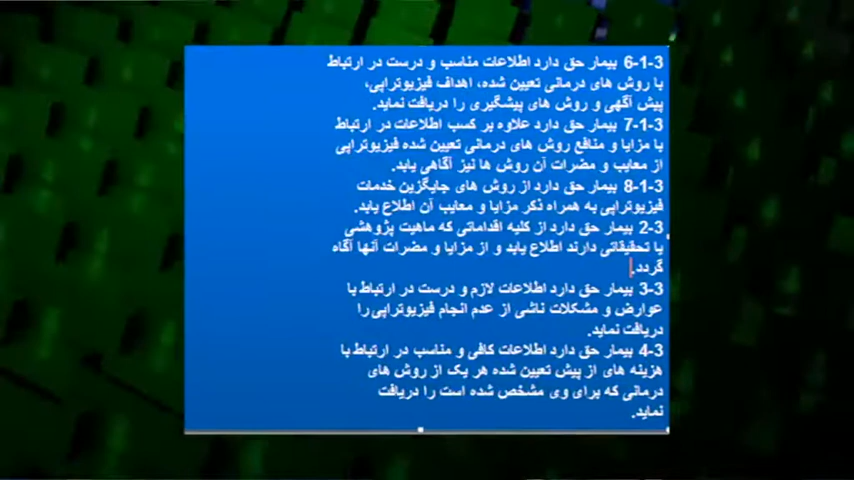 6-1-3 بیمار حق دارد اطلاعات مناسب و درست در ارتباط
با روش های درمانی تعیین شده، اهداف فیزیوتراپی،
پیش آگهی و روش های پیشگیری را دریافت نماید.
7-1-3 بیمار حق دارد علاوه بر کسب اطلاعات در ارتباط
با مزایا و منافع روش های درمانی تعیین شده فیزیوتراپی
از معایب و مضرات آن روش ها نیز آگاهی یابد.
8-1-3 بیمار حق دارد از روش های جایگزین خدمات
فیزیوتراپی به همراه ذکر مزایا و معایب آن اطلاع یابد.
2-3 بیمار حق دارد از کلیه اقداماتی که ماهیت پژوهشی
یا تحقیقاتی دارند اطلاع یابد و از مزایا و مضرات آنها آگاه
گردد.
3-3 بیمار حق دارد اطلاعات لازم و درست در ارتباط با
عوارض و مشکلات ناشی از عدم انجام فیزیوتراپی را
دریافت نماید.
4-3 بیمار حق دارد اطلاعات کافی و مناسب در ارتباط با
هزینه های از پیش تعیین شده هر یک از روش های
درمانی که برای وی مشخص شده است را دریافت
نماید.